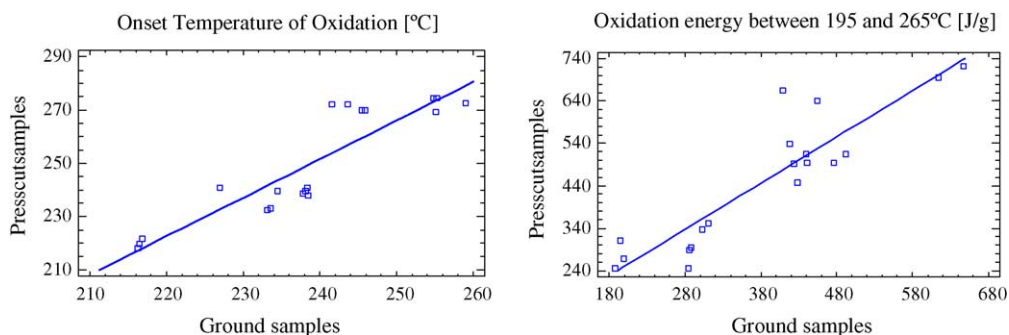 Onset Temperature of Oxidation [ºC]
Presscutsamples
290
270
250
230
210
210 220 230 240 250 260
Ground samples
Oxidation energy between 195 and 265ºC [J/g]
Presscutsamples
740
640
540
440
340
240
180 280 380 480 580 680
Ground samples